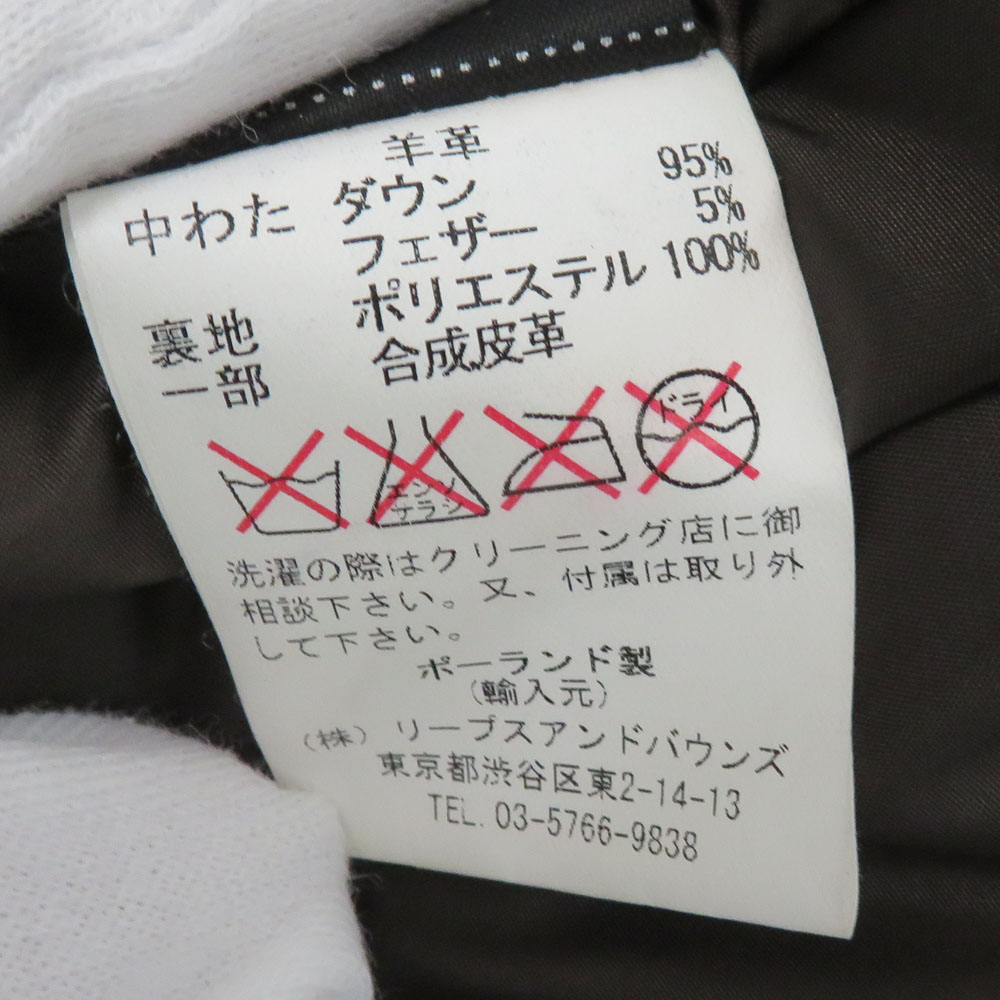 羊革
中わた ダウン 95%
フェザー 5%
裏地 ポリエステル 100%
一部 合成皮革
エンソ
サラシ
ドライ
洗濯の際はクリーニング店に御
相談下さい。又、付属は取り外
して下さい。
ポーランド製
(輸入元)
(株) リープスアンドバウンズ
東京都渋谷区東2-14-13
TEL. 03-5766-9838